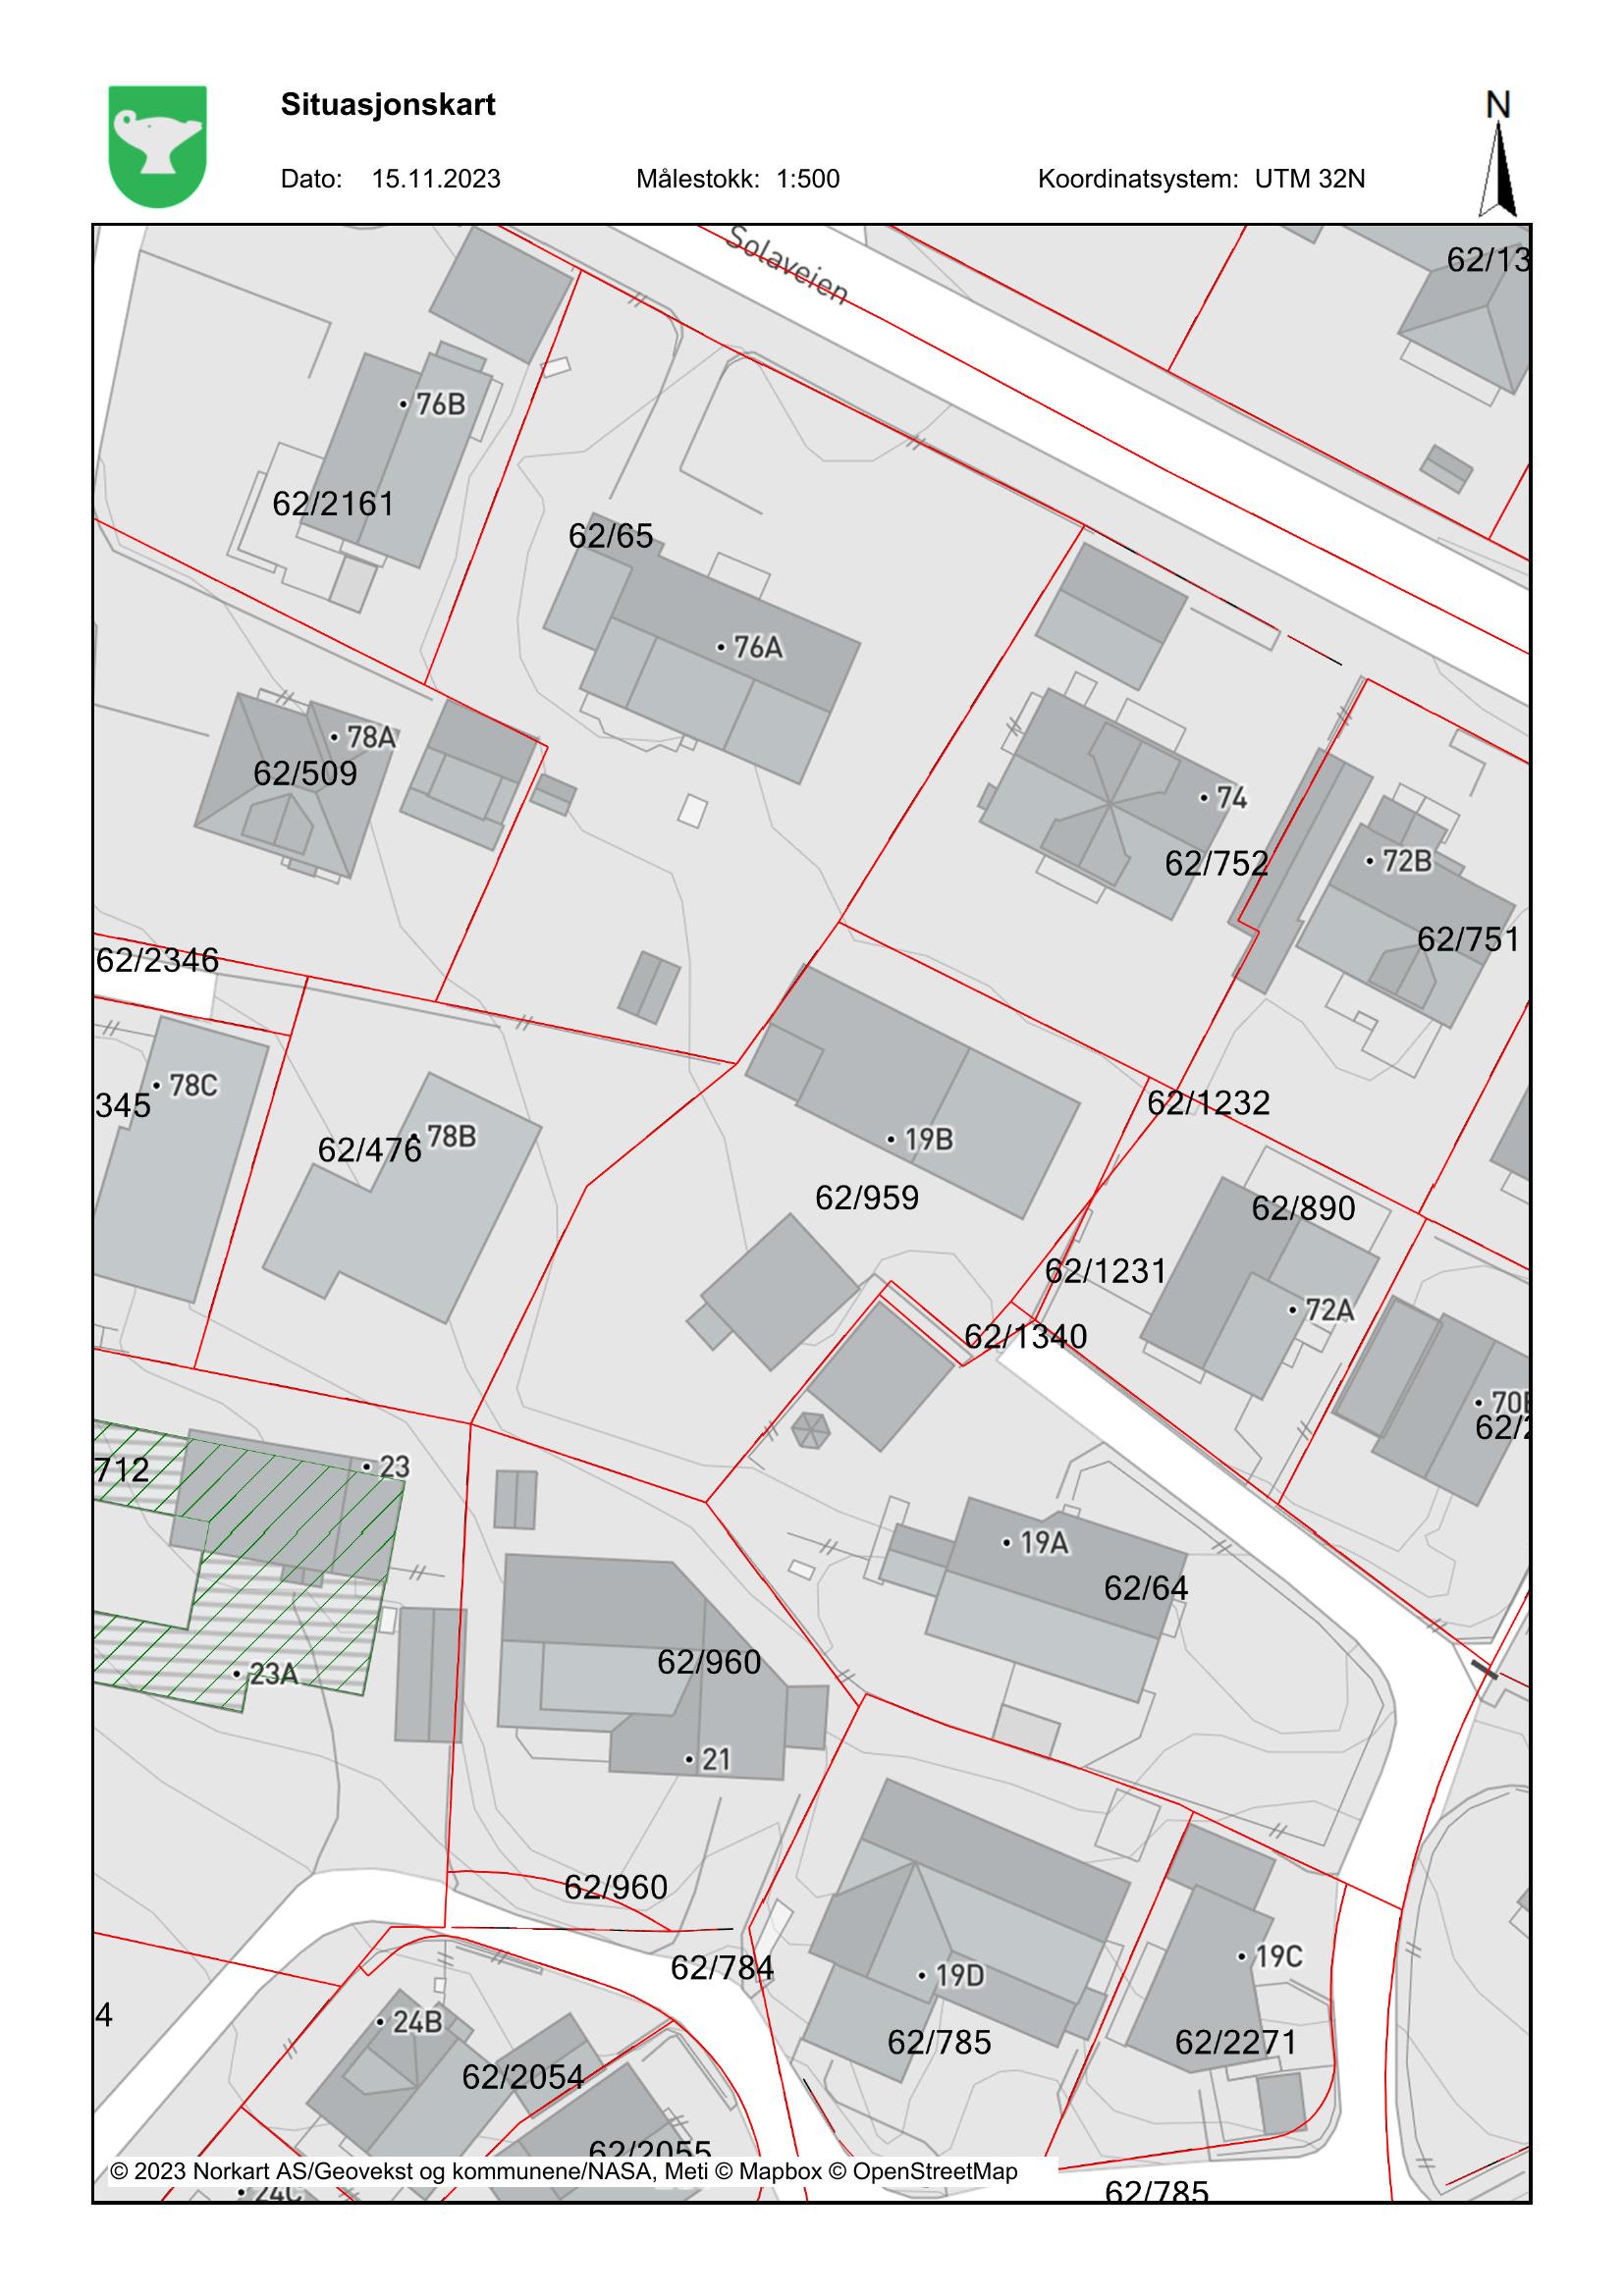 Situasjonskart
N
Dato: 15.11.2023 Målestokk: 1:500 Koordinatsystem: UTM 32N
Solaveien
62/13
76B
62/2161
62/65
76A
78A
62/509
74
62/752
72B
62/751
62/2346
78C
345
62/476
78B
62/1232
19B
62/959
62/890
62/1231
72A
62/1340
70
62/2
712
23
19A
62/64
23A
62/960
21
62/960
62/784
19C
19D
4
24B
62/785
62/2271
62/2054
62/2055
© 2023 Norkart AS/Geovekst og kommunene/NASA, Meti © Mapbox © OpenStreetMap
24C
62/785